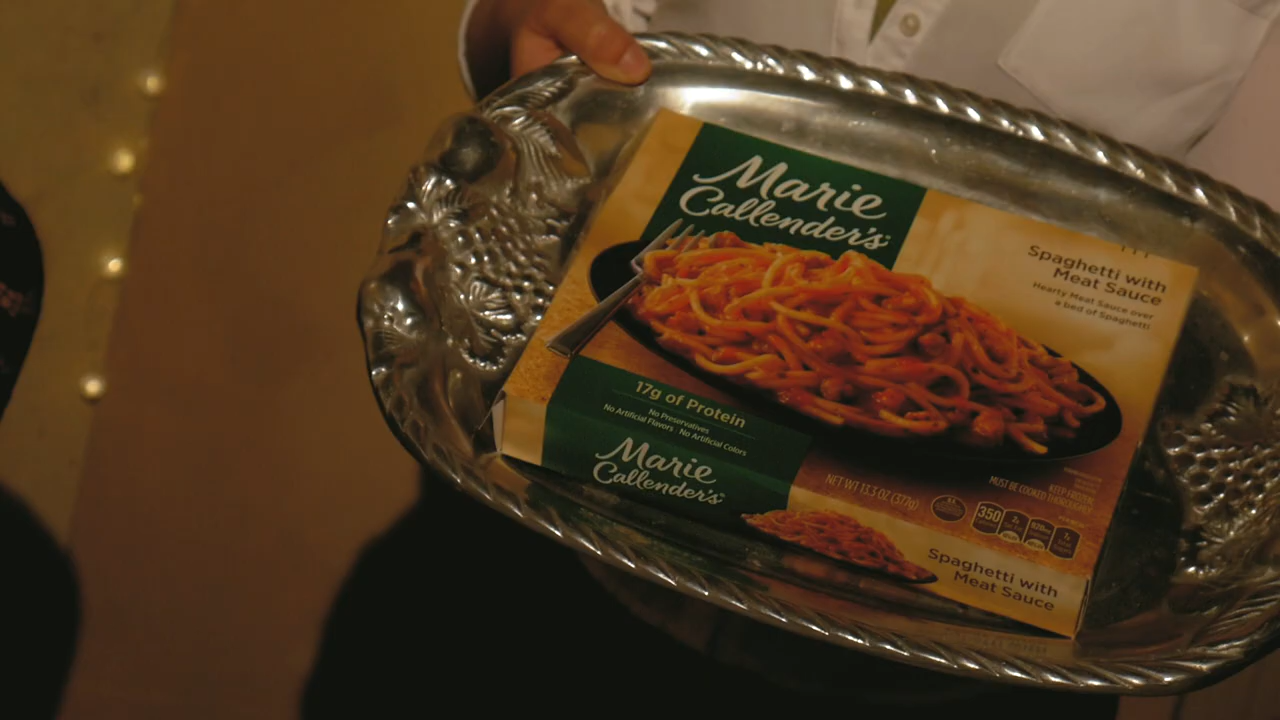 Marie
Callender's
Spaghetti with
Meat Sauce
Hearty Meat Sauce over
a bed of Spaghetti
17g of Protein
No Preservatives
No Artificial Flavors · No Artificial Colors
Marie
Callender's
NET WT 13.3 OZ (377g)
MUST BE COOKED THOROUGHLY
KEEP FROZEN
350
Spaghetti with
Meat Sauce